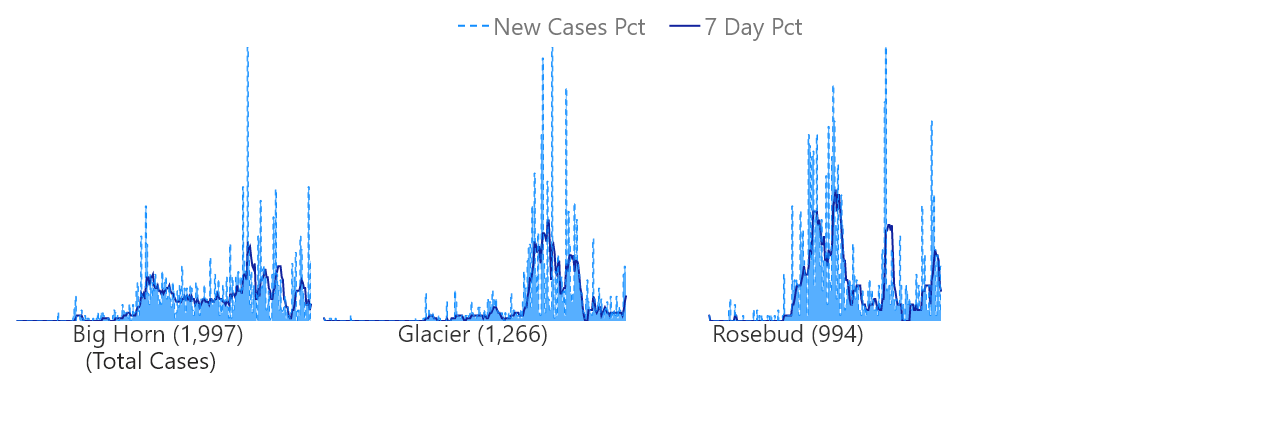 New Cases Pct 7 Day Pct
Big Horn (1,997) Glacier (1,266) Rosebud (994)
(Total Cases)